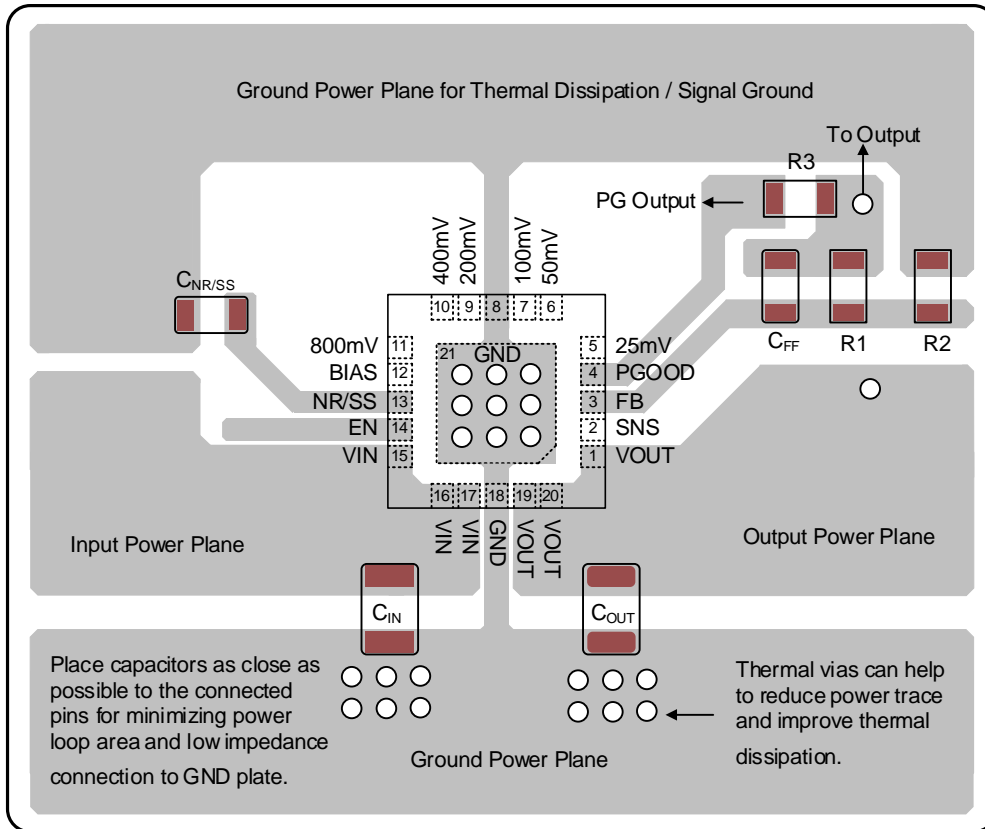 Ground Power Plane for Thermal Dissipation / Signal Ground
To Output
R3
PG Output
400mV
200mV
100mV
50mV
CNR/SS
10
9
8
7
6
CFF
R1
R2
800mV
11
21
GND
5
25mV
BIAS
12
4
PGOOD
NR/SS
13
3
FB
EN
14
2
SNS
VIN
15
1
VOUT
16
17
18
19
20
VIN
VIN
GND
VOUT
VOUT
Input Power Plane
Output Power Plane
CIN
COUT
Place capacitors as close as
possible to the connected
pins for minimizing power
loop area and low impedance
connection to GND plate.
Thermal vias can help
to reduce power trace
and improve thermal
dissipation.
Ground Power Plane